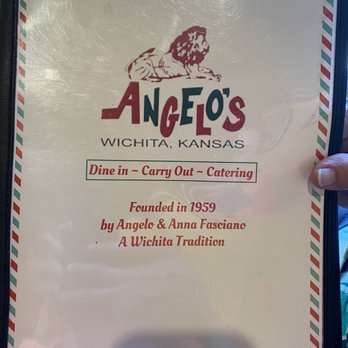 ANGELO'S
WICHITA, KANSAS
Dine in ~ Carry Out ~ Catering
Founded in 1959
by Angelo & Anna Fasciano
A Wichita Tradition